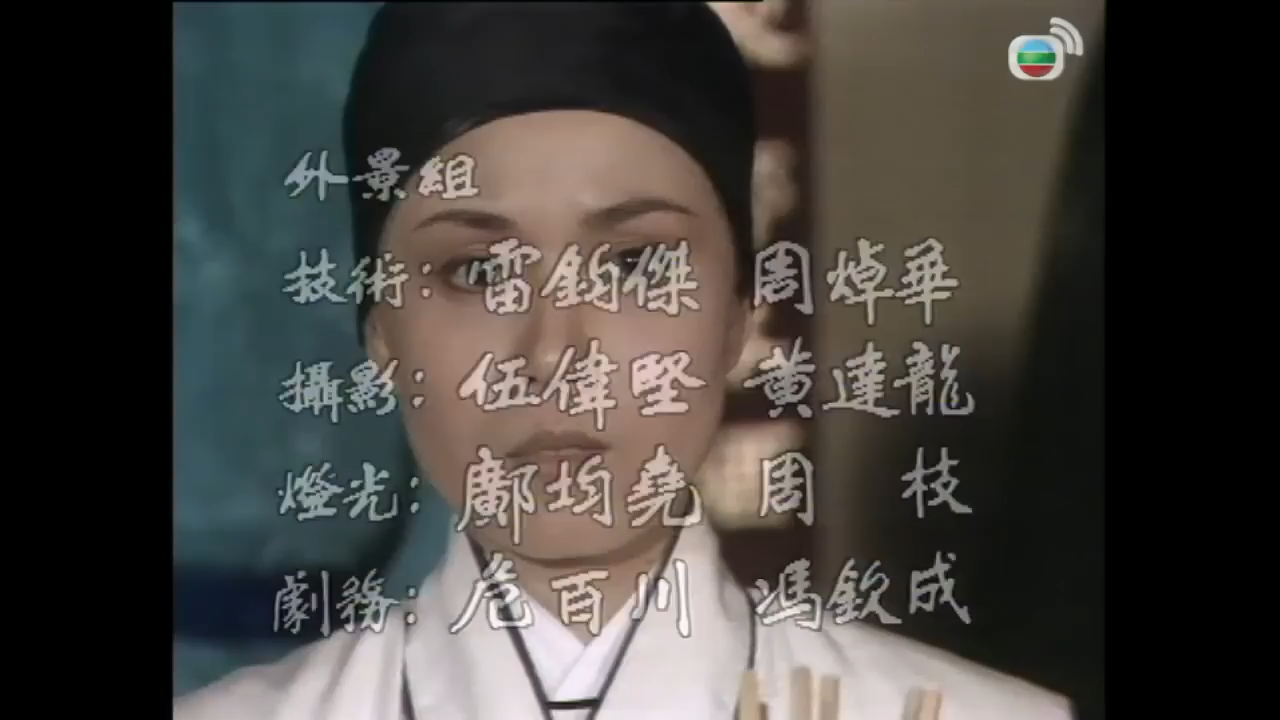 外景組
技術：雷鈞傑 周焯華
攝影：伍偉堅 黃達龍
燈光：鄺均堯 周 枝
劇務：危百川 馮欽成